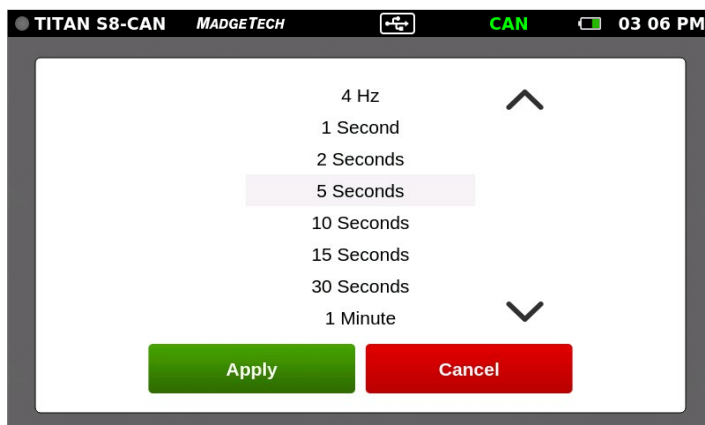 TITAN S8-CAN MADGETECH CAN 03 06 PM
4 Hz
1 Second
2 Seconds
5 Seconds
10 Seconds
15 Seconds
30 Seconds
1 Minute
Apply Cancel